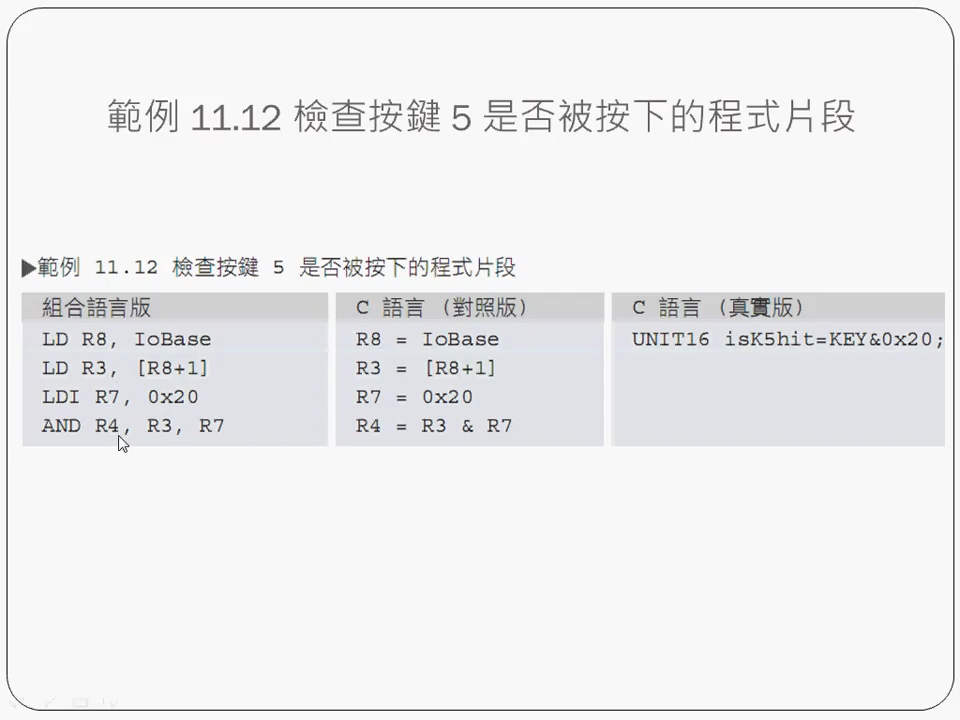 範例 11.12 檢查按鍵 5 是否被按下的程式片段
▶範例 11.12 檢查按鍵 5 是否被按下的程式片段
組合語言版
LD R8, IoBase
LD R3, [R8+1]
LDI R7, 0x20
AND R4, R3, R7
C 語言 (對照版)
R8 = IoBase
R3 = [R8+1]
R7 = 0x20
R4 = R3 & R7
C 語言 (真實版)
UNIT16 isK5hit=KEY&0x20;